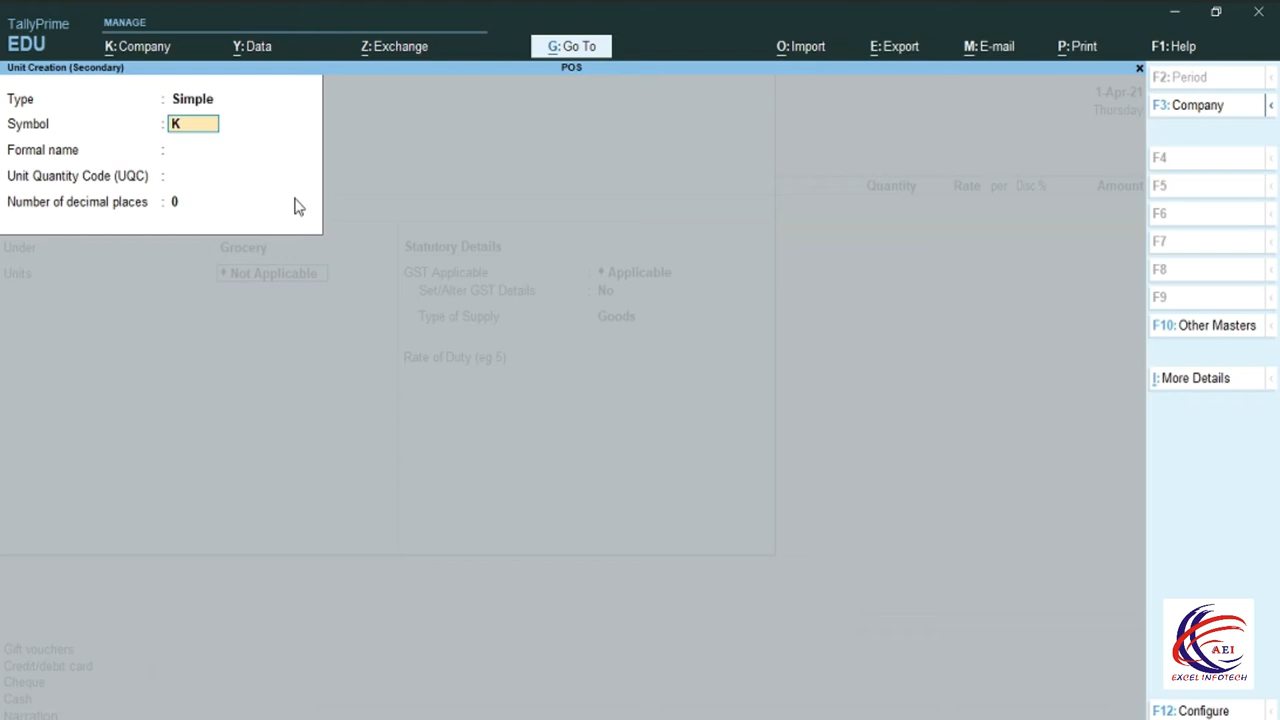 TallyPrime
EDU
MANAGE
K: Company
Y: Data
Z: Exchange
G: Go To
O: Import
E: Export
M: E-mail
P: Print
F1: Help
Unit Creation (Secondary)
POS
×
Type : Simple
Symbol : K
Formal name :
Unit Quantity Code (UQC) :
Number of decimal places : 0
1-Apr-21
Thursday
Quantity Rate per Disc % Amount
Under Grocery
Units ♦ Not Applicable
Statutory Details
GST Applicable : ♦ Applicable
Set/Alter GST Details : No
Type of Supply : Goods
Rate of Duty (eg 5)
Gift vouchers
Credit/debit card
Cheque
Cash
Narration
F2: Period
F3: Company
F4
F5
F6
F7
F8
F9
F10: Other Masters
I: More Details
F12: Configure
AEI
EXCEL INFOTECH